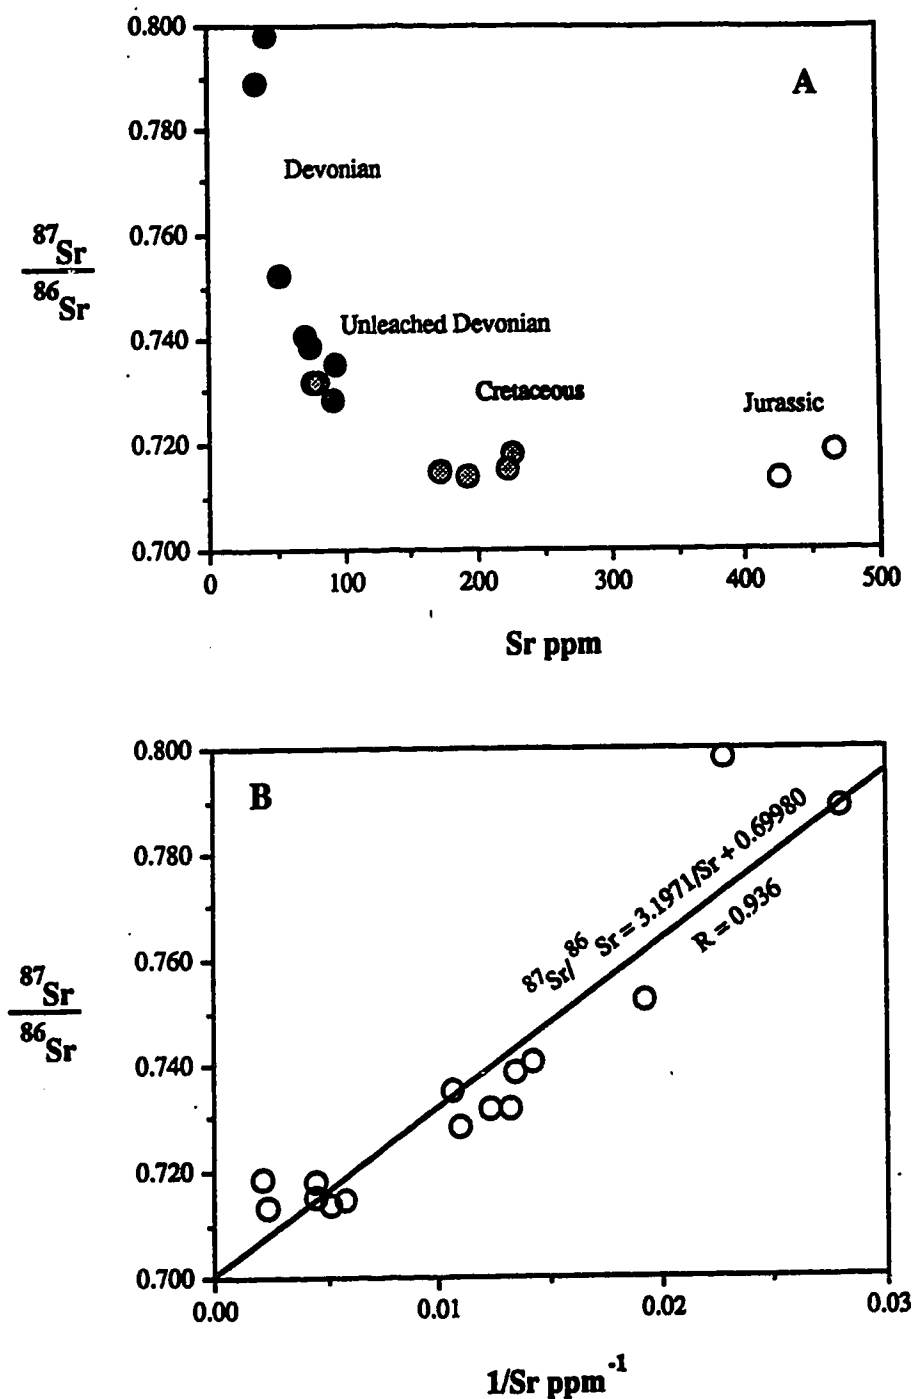 0.800
A
0.780
Devonian
0.760
87Sr
86Sr
0.740
Unleached Devonian
Cretaceous
Jurassic
0.720
0.700
0 100 200 300 400 500
Sr ppm
0.800
B
0.780
87Sr/86 Sr = 3.1971/Sr + 0.69980
R = 0.936
0.760
87Sr
86Sr
0.740
0.720
0.700
0.00 0.01 0.02 0.03
1/Sr ppm-1